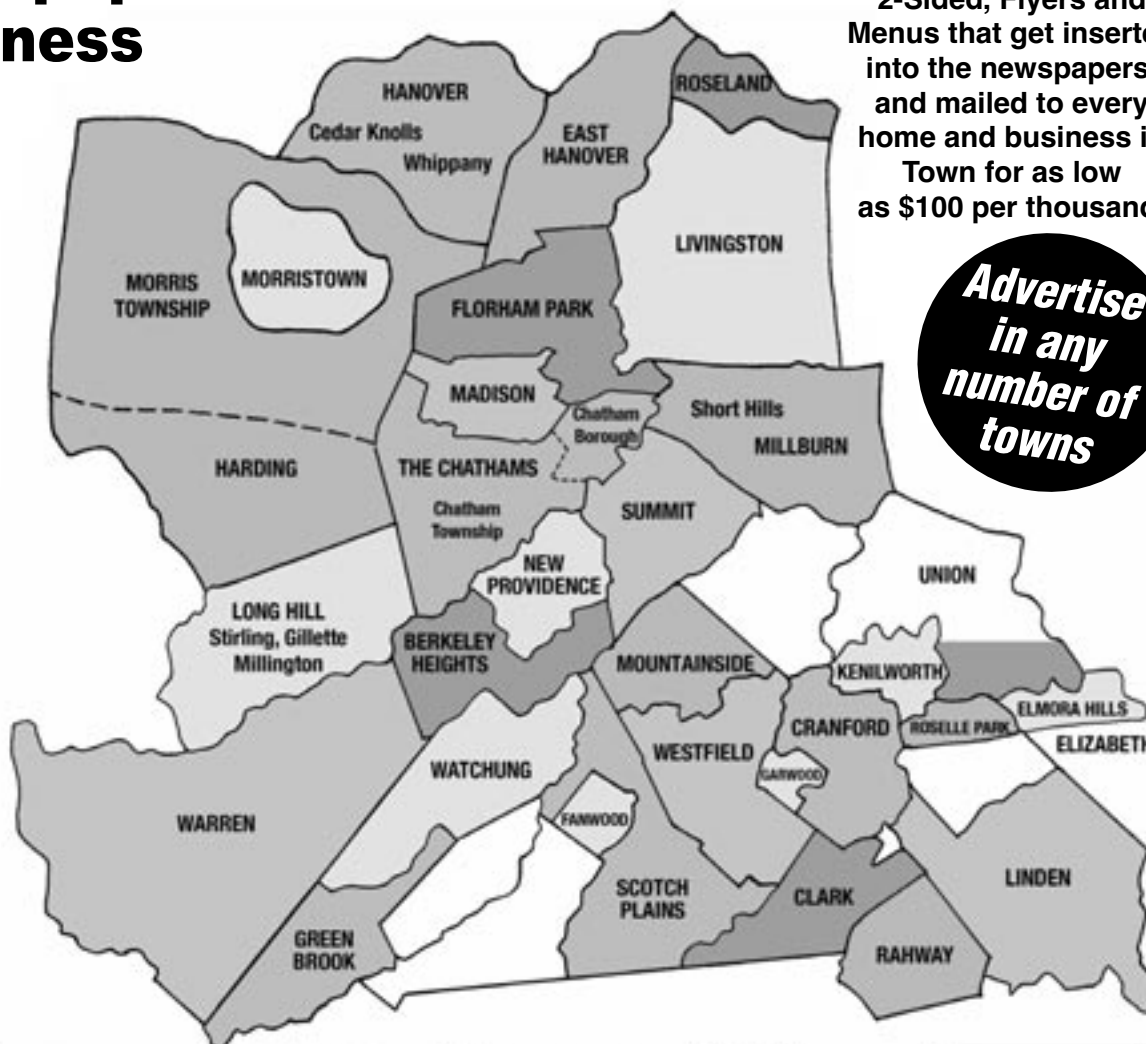 ness
2-Sided, Flyers and
Menus that get inserte
into the newspapers
and mailed to every
home and business i
Town for as low
as $100 per thousand
Advertise
in any
number of
towns
HANOVER
Cedar Knolls
Whippany
EAST
HANOVER
ROSELAND
LIVINGSTON
MORRIS
TOWNSHIP
MORRISTOWN
FLORHAM PARK
MADISON
Chatham
Borough
Short Hills
MILLBURN
HARDING
THE CHATHAMS
Chatham
Township
SUMMIT
NEW
PROVIDENCE
UNION
LONG HILL
Stirling, Gillette
Millington
BERKELEY
HEIGHTS
MOUNTAINSIDE
KENILWORTH
ELMORA HILLS
CRANFORD
ROSELLE PARK
ELIZABETH
WESTFIELD
GARWOOD
WATCHUNG
WARREN
FANWOOD
SCOTCH
PLAINS
CLARK
LINDEN
GREEN
BROOK
RAHWAY